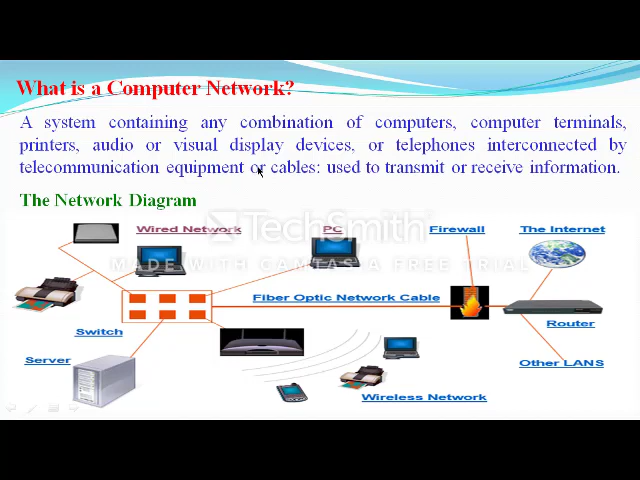 What is a Computer Network?
A system containing any combination of computers, computer terminals,
printers, audio or visual display devices, or telephones interconnected by
telecommunication equipment or cables: used to transmit or receive information.
The Network Diagram
TechSmith
MADE WITH CAMTASIA FREE TRIAL
Wired Network
PC
Firewall
The Internet
Fiber Optic Network Cable
Switch
Router
Server
Other LANS
Wireless Network